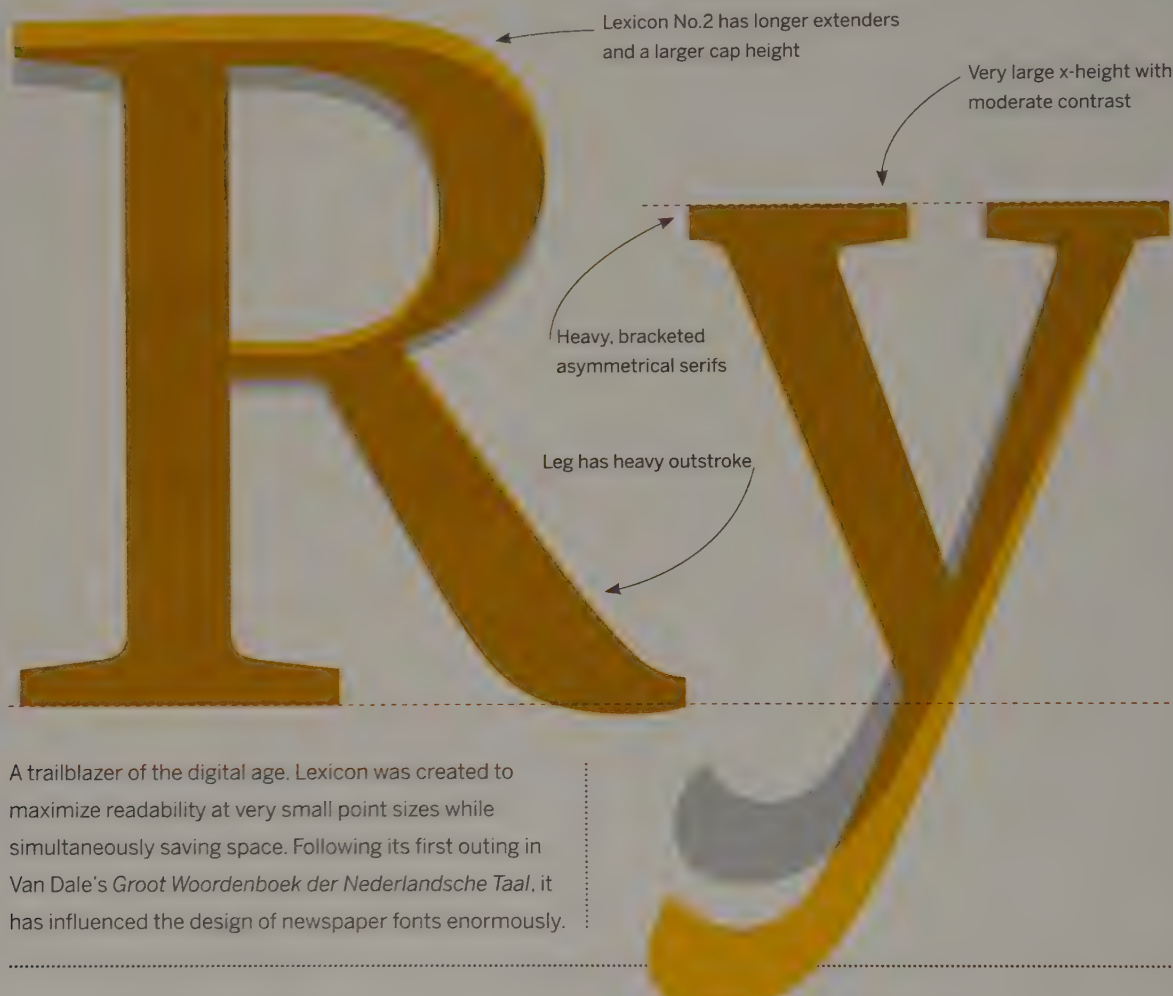 Lexicon No.2 has longer extenders
and a larger cap height
Very large x-height with
moderate contrast
Ry
Heavy, bracketed
asymmetrical serifs
Leg has heavy outstroke
A trailblazer of the digital age. Lexicon was created to
maximize readability at very small point sizes while
simultaneously saving space. Following its first outing in
Van Dale's Groot Woordenboek der Nederlandsche Taal, it
has influenced the design of newspaper fonts enormously.